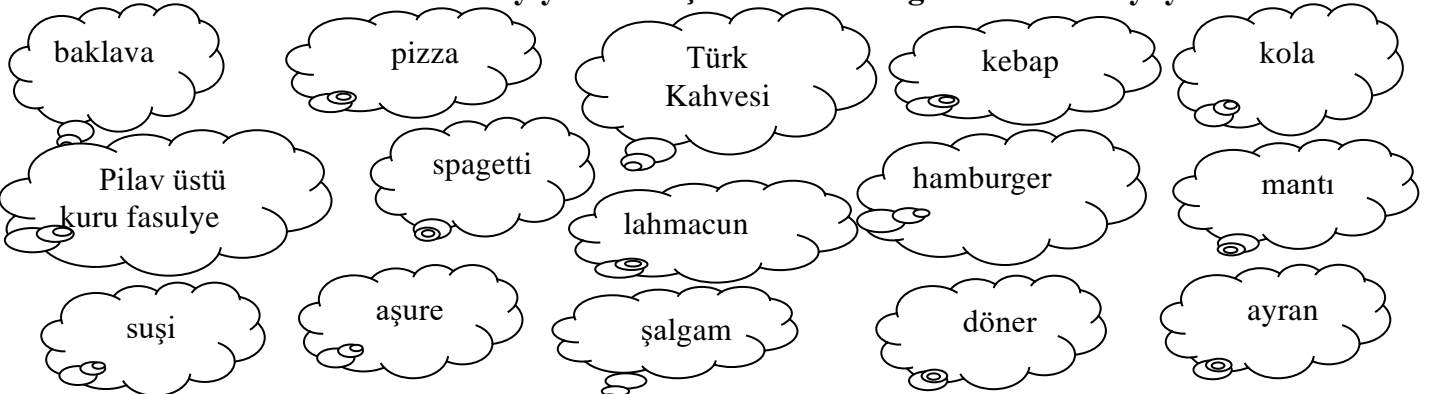 baklava
pizza
Türk
Kahvesi
kebap
kola
Pilav üstü
kuru fasulye
spagetti
lahmacun
hamburger
mantı
suşi
aşure
şalgam
döner
ayran